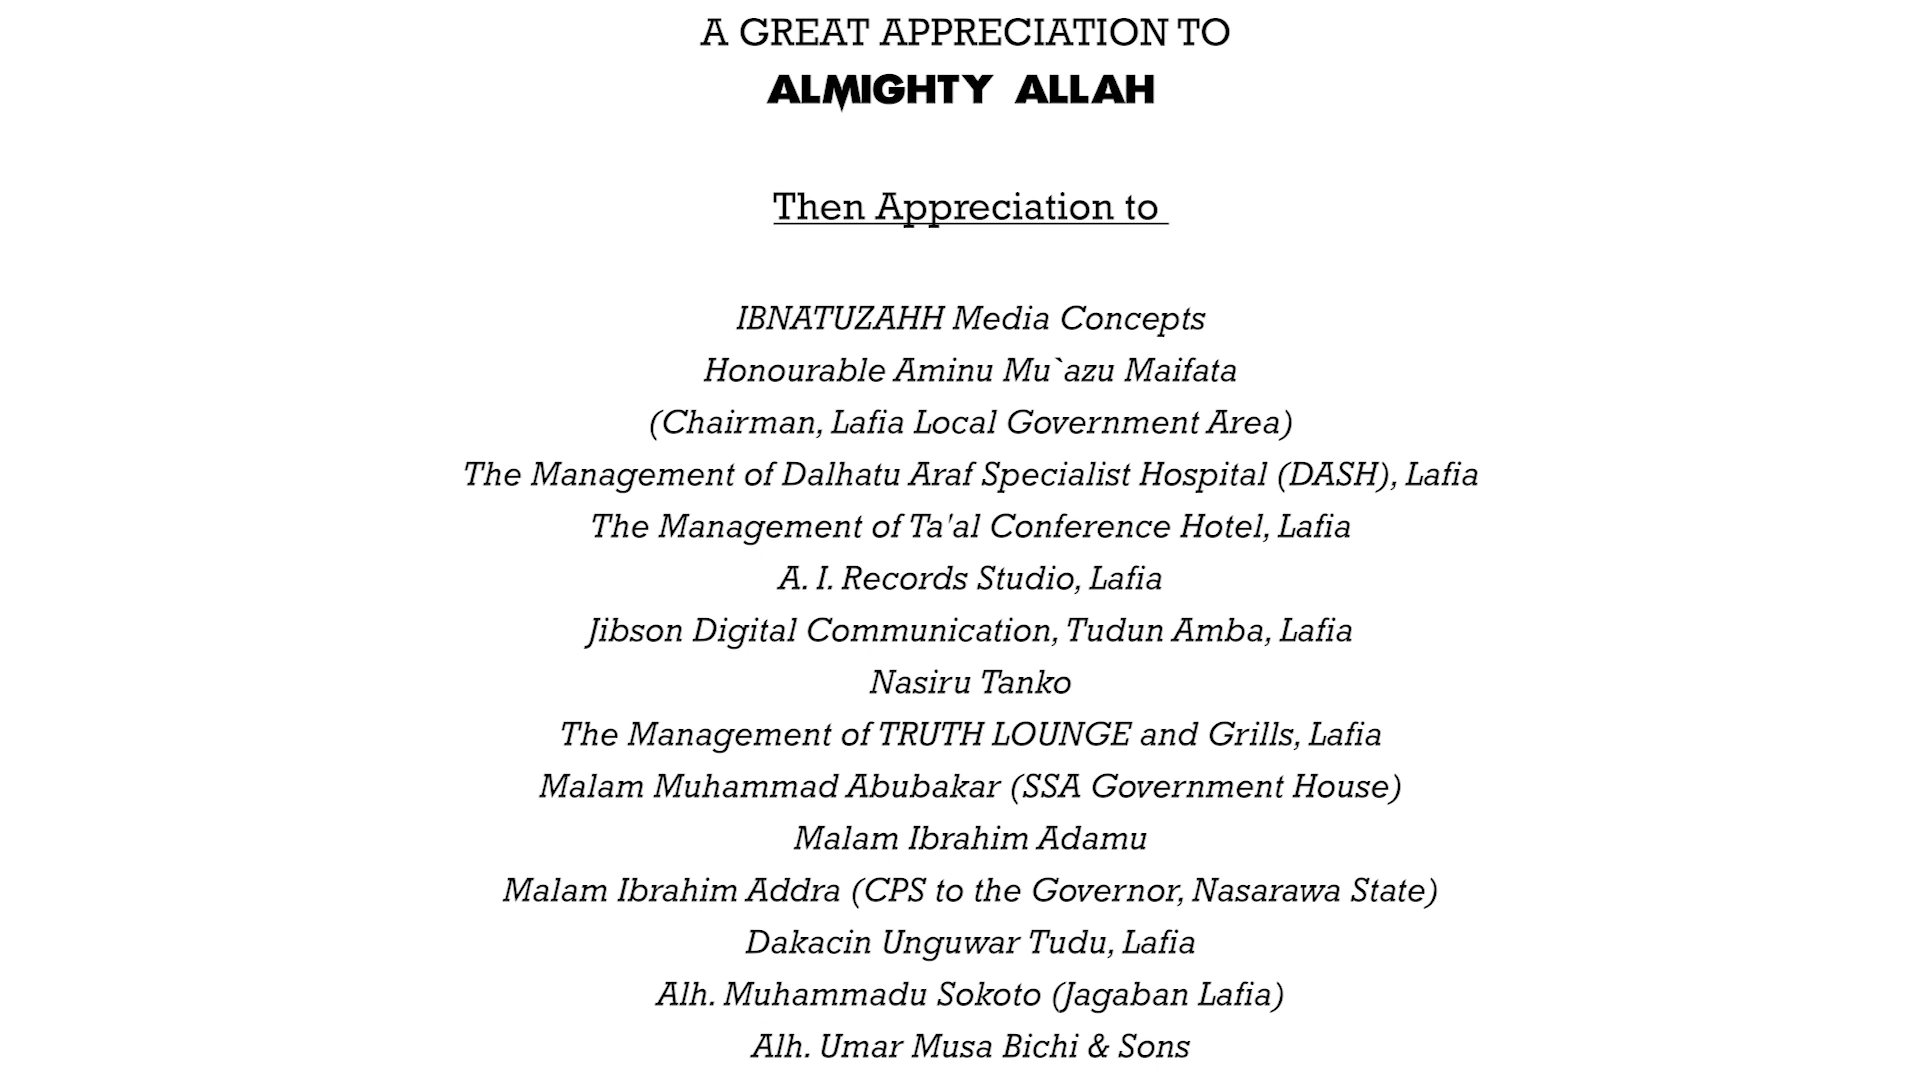 A GREAT APPRECIATION TO
ALMIGHTY ALLAH
Then Appreciation to
IBNATUZAHH Media Concepts
Honourable Aminu Mu`azu Maifata
(Chairman, Lafia Local Government Area)
The Management of Dalhatu Araf Specialist Hospital (DASH), Lafia
The Management of Ta'al Conference Hotel, Lafia
A. I. Records Studio, Lafia
Jibson Digital Communication, Tudun Amba, Lafia
Nasiru Tanko
The Management of TRUTH LOUNGE and Grills, Lafia
Malam Muhammad Abubakar (SSA Government House)
Malam Ibrahim Adamu
Malam Ibrahim Addra (CPS to the Governor, Nasarawa State)
Dakacin Unguwar Tudu, Lafia
Alh. Muhammadu Sokoto (Jagaban Lafia)
Alh. Umar Musa Bichi & Sons